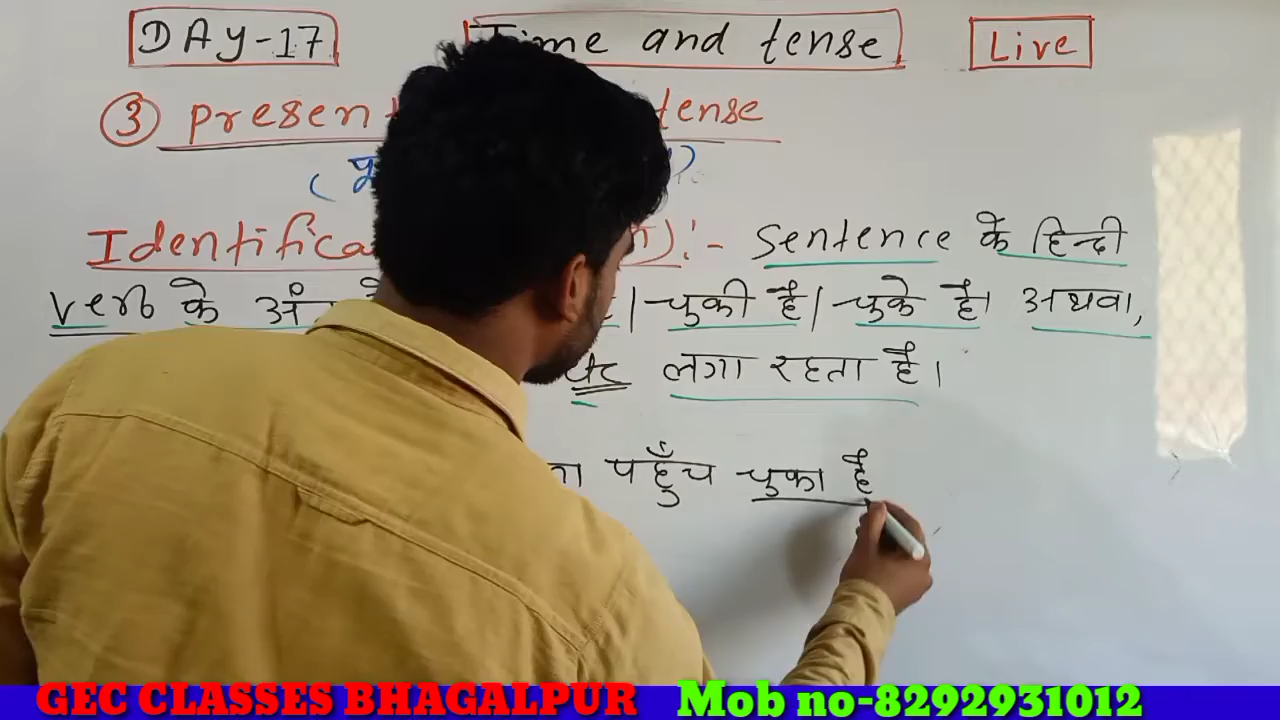 DAY-17 Time and tense Live
③ presen tense
Identifica :- Sentence के हिन्दी
verb के अंत | चुकी है | चुके है। अथवा,
लगा रहता है।
पहुँच चुका है
GEC CLASSES BHAGALPUR Mob no-8292931012